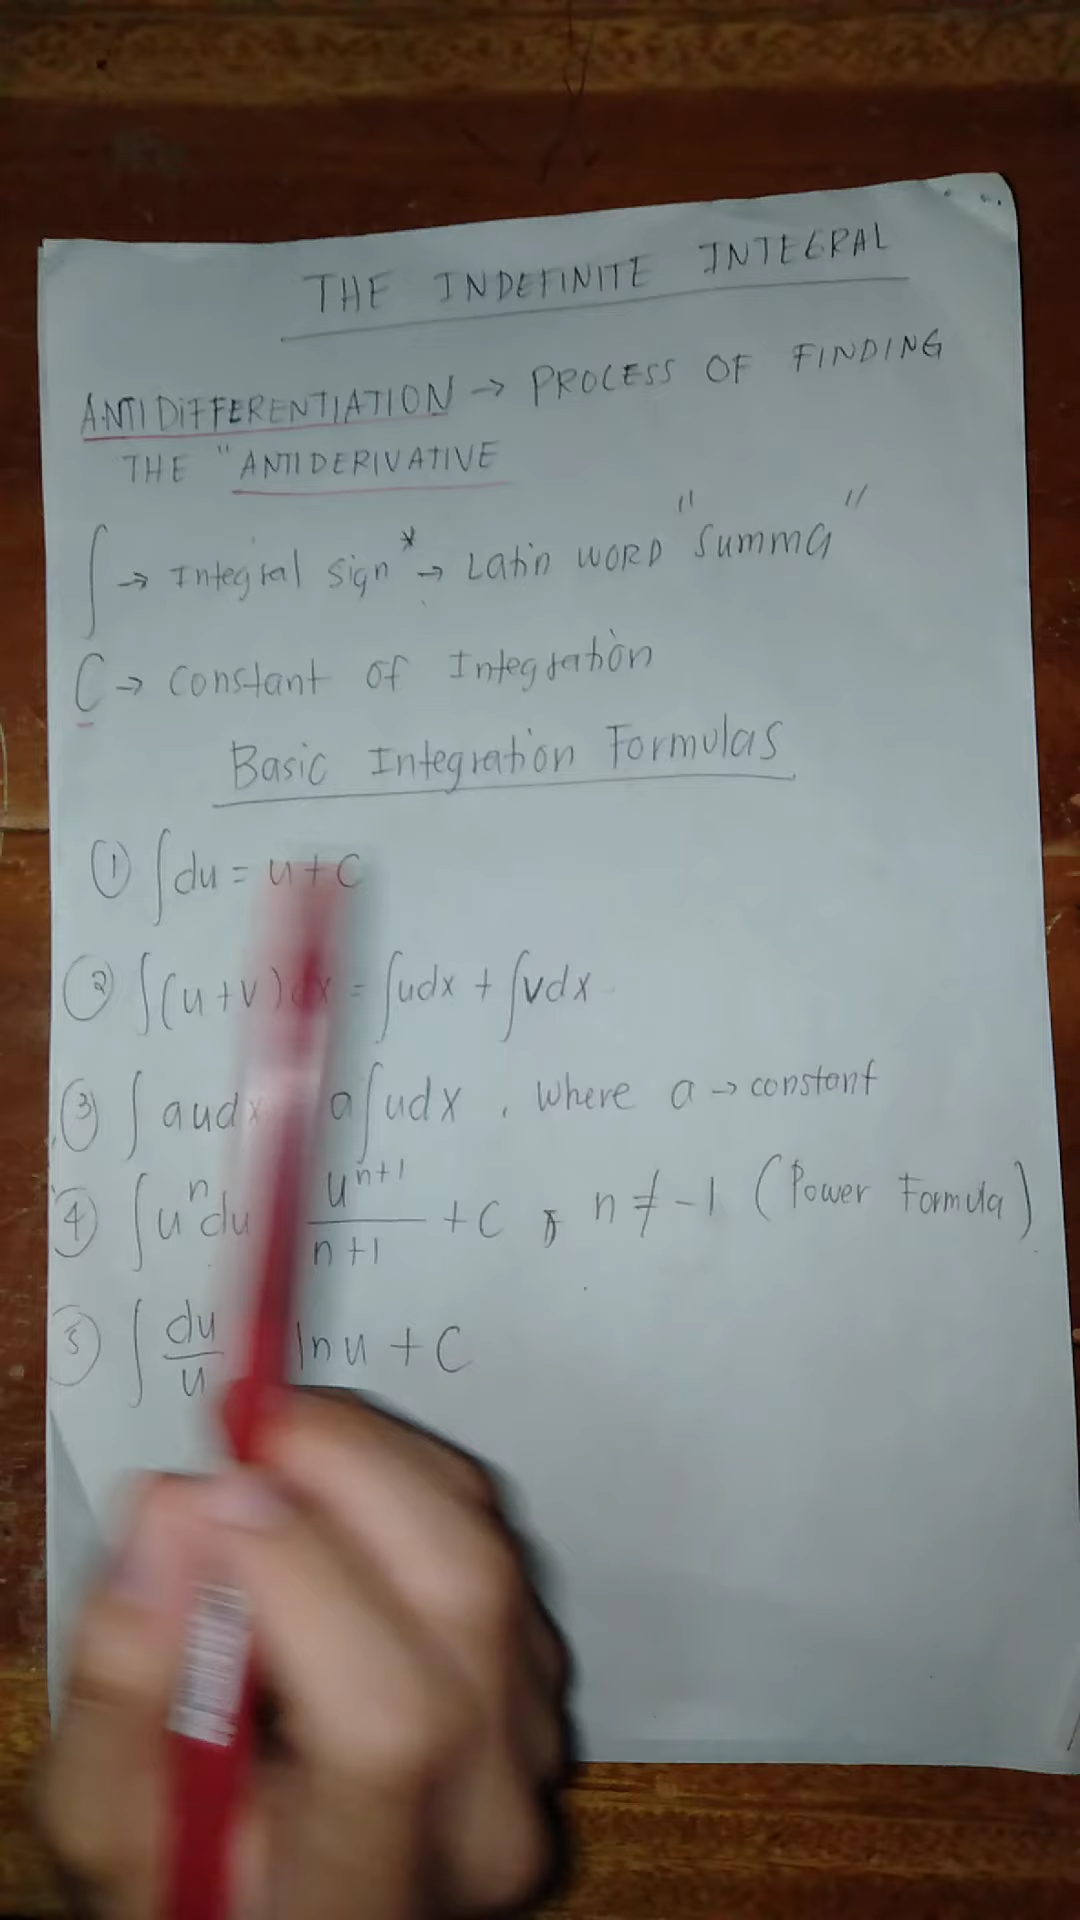 THE INDEFINITE INTEGRAL
ANTIDIFFERENTIATION → PROCESS OF FINDING
THE "ANTIDERIVATIVE
∫ → Integral sign* → Latin WORD "Summa"
C → constant of Integration
Basic Integration Formulas
① ∫du = u + C
② ∫(u+v)dx = ∫udx + ∫vdx
③ ∫audx a∫udx, where a → constant
④ ∫uⁿdu uⁿ⁺¹/n+1 + C, n ≠ -1 (Power Formula)
⑤ ∫du/u ln u + C